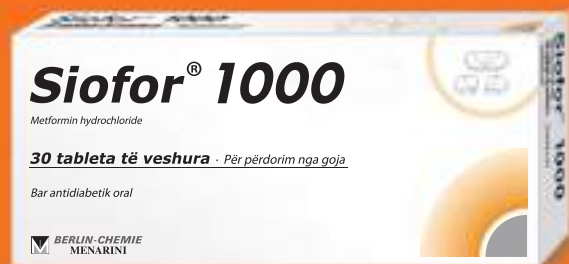 Siofor® 1000
Metformin hydrochloride
30 tableta të veshura · Për përdorim nga goja
Bar antidiabetik oral
BERLIN-CHEMIE
MENARINI
Siofor® 1000